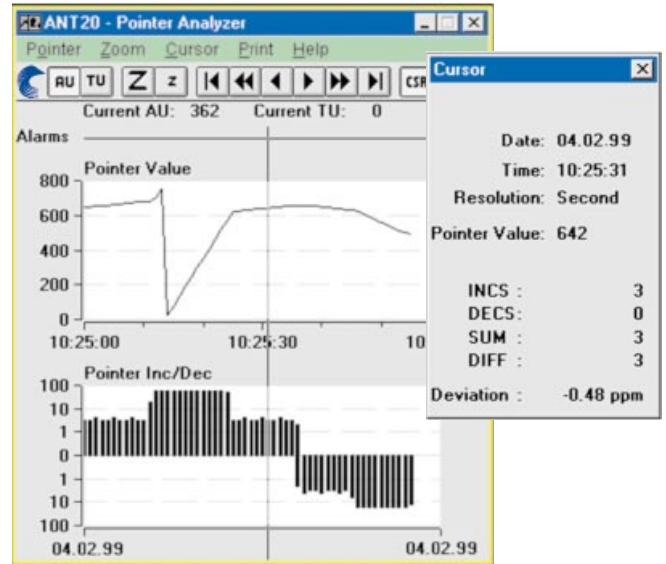 ANT20 - Pointer Analyzer
Pointer Zoom Cursor Print Help
AU TU Z z CSR
Current AU: 362 Current TU: 0
Alarms
Pointer Value
800
600
400
200
0
10:25:00 10:25:30 10
Pointer Inc/Dec
100
10
1
0
1
10
100
04.02.99 04.02.99
Cursor
Date: 04.02.99
Time: 10:25:31
Resolution: Second
Pointer Value: 642
INCS : 3
DECS: 0
SUM : 3
DIFF : 3
Deviation : -0.48 ppm